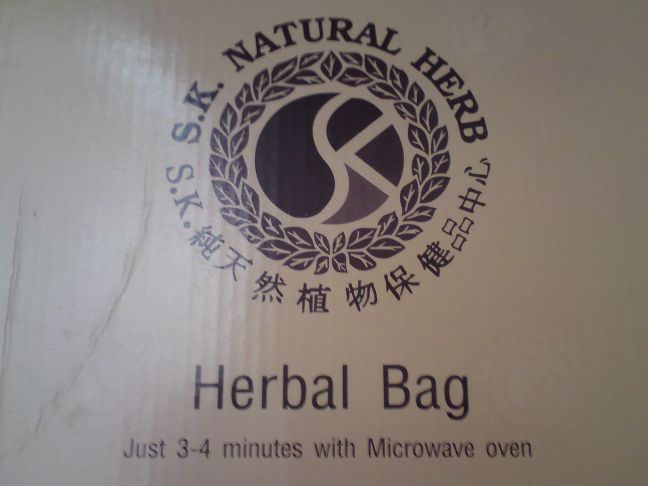 S.K. NATURAL HERB
SK
S.K.純天然植物保健品中心
Herbal Bag
Just 3-4 minutes with Microwave oven